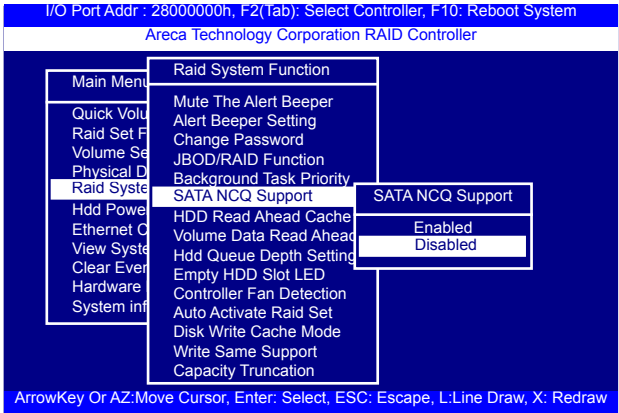 I/O Port Addr : 28000000h, F2(Tab): Select Controller, F10: Reboot System
Areca Technology Corporation RAID Controller
Main Menu
Quick Volu
Raid Set F
Volume Se
Physical D
Raid Syste
Hdd Powe
Ethernet C
View Syste
Clear Even
Hardware
System inf
Raid System Function
Mute The Alert Beeper
Alert Beeper Setting
Change Password
JBOD/RAID Function
Background Task Priority
SATA NCQ Support
HDD Read Ahead Cache
Volume Data Read Ahead
Hdd Queue Depth Setting
Empty HDD Slot LED
Controller Fan Detection
Auto Activate Raid Set
Disk Write Cache Mode
Write Same Support
Capacity Truncation
SATA NCQ Support
Enabled
Disabled
ArrowKey Or AZ:Move Cursor, Enter: Select, ESC: Escape, L:Line Draw, X: Redraw